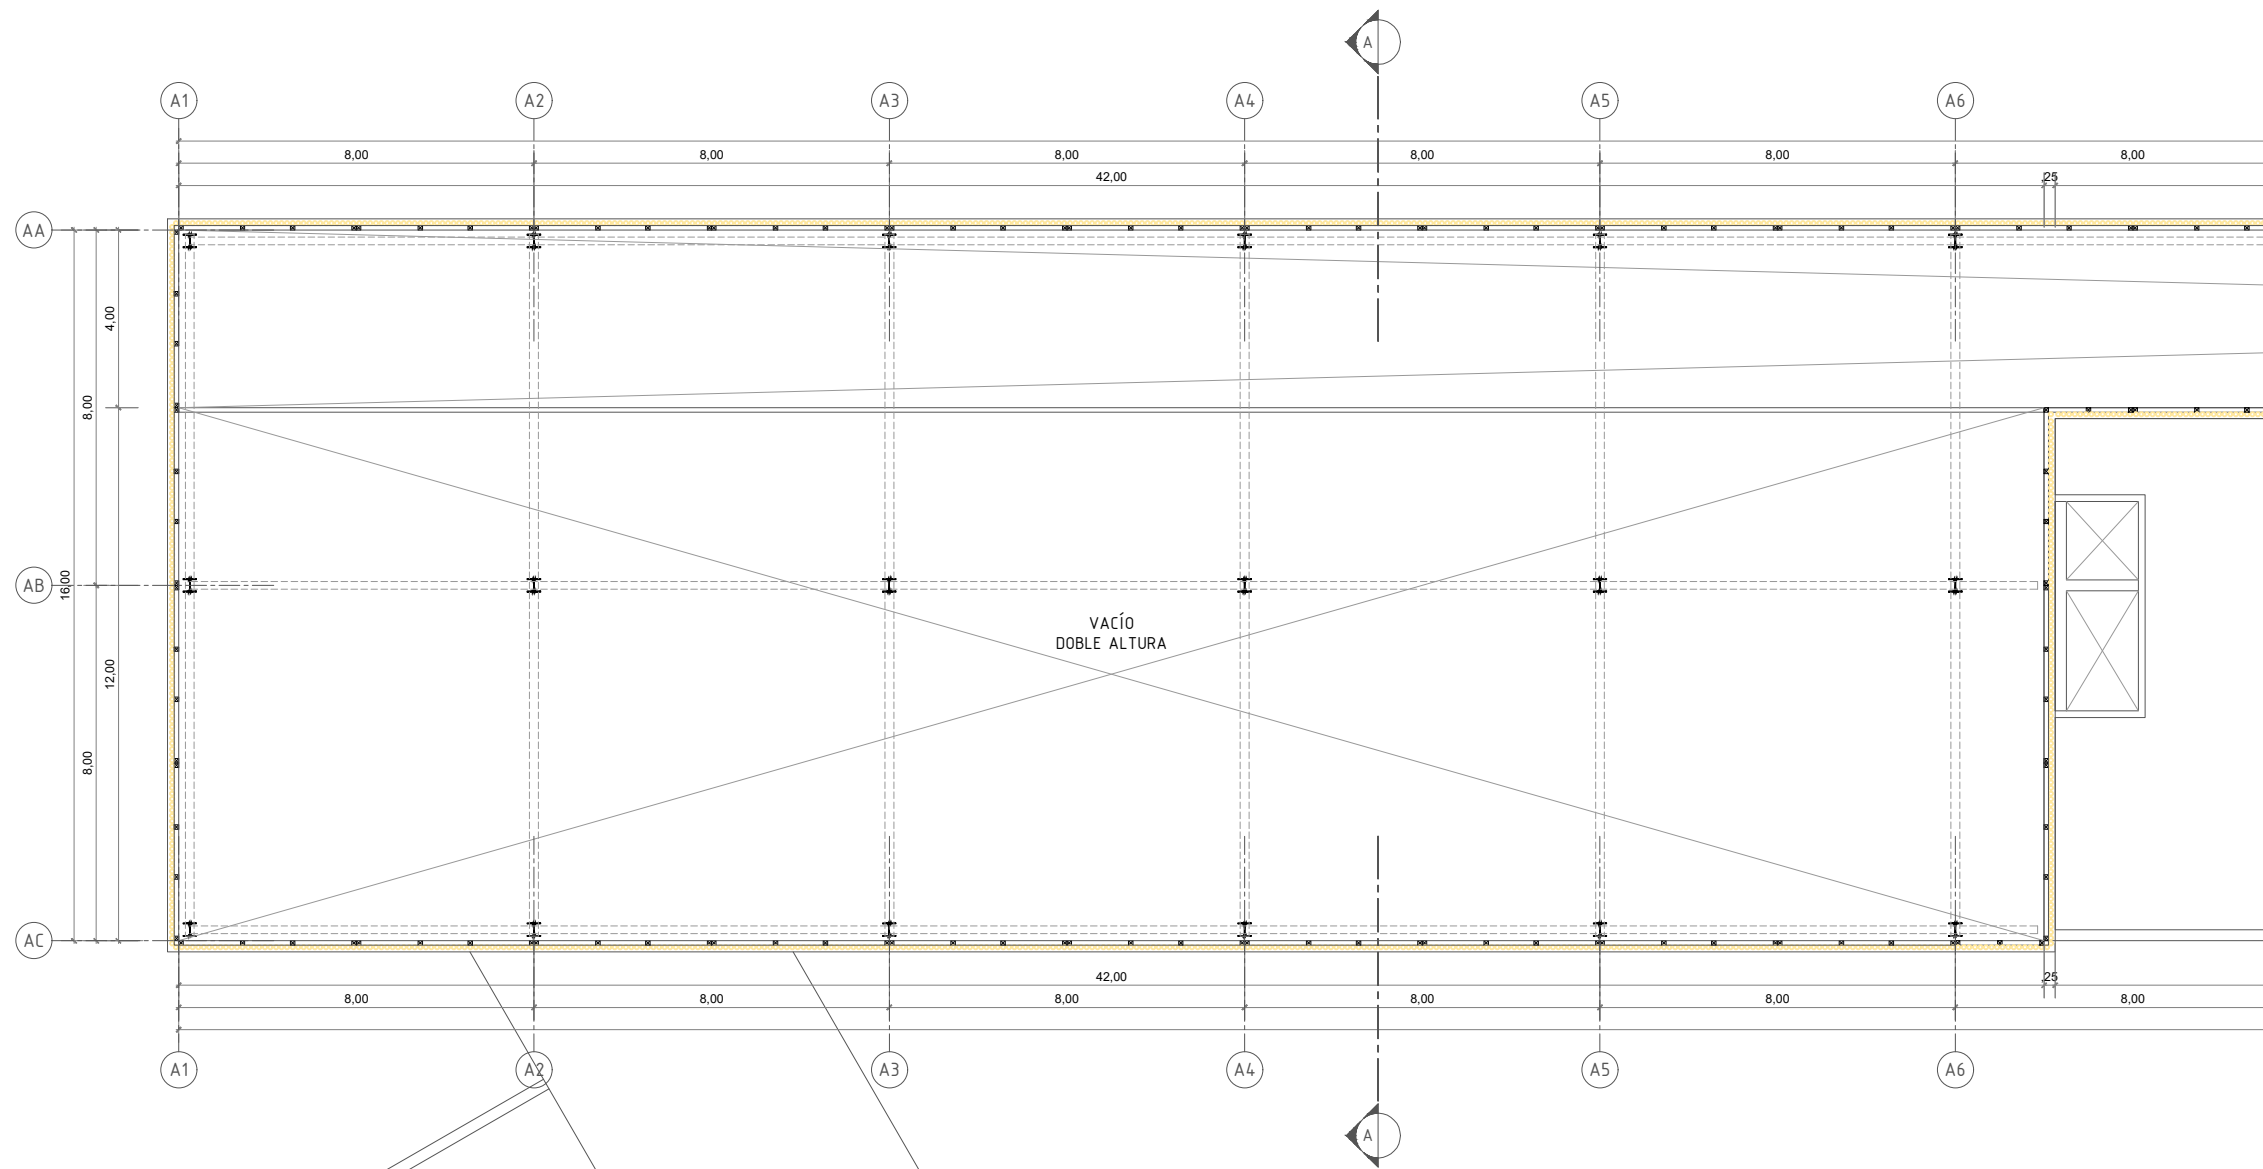 A
A1 A2 A3 A4 A5 A6
8,00 8,00 8,00 8,00 8,00 8,00
42,00 ,25
AA
4,00
8,00
AB
16,00
VACÍO
DOBLE ALTURA
12,00
8,00
AC
42,00 ,25
8,00 8,00 8,00 8,00 8,00 8,00
A1 A2 A3 A4 A5 A6
A